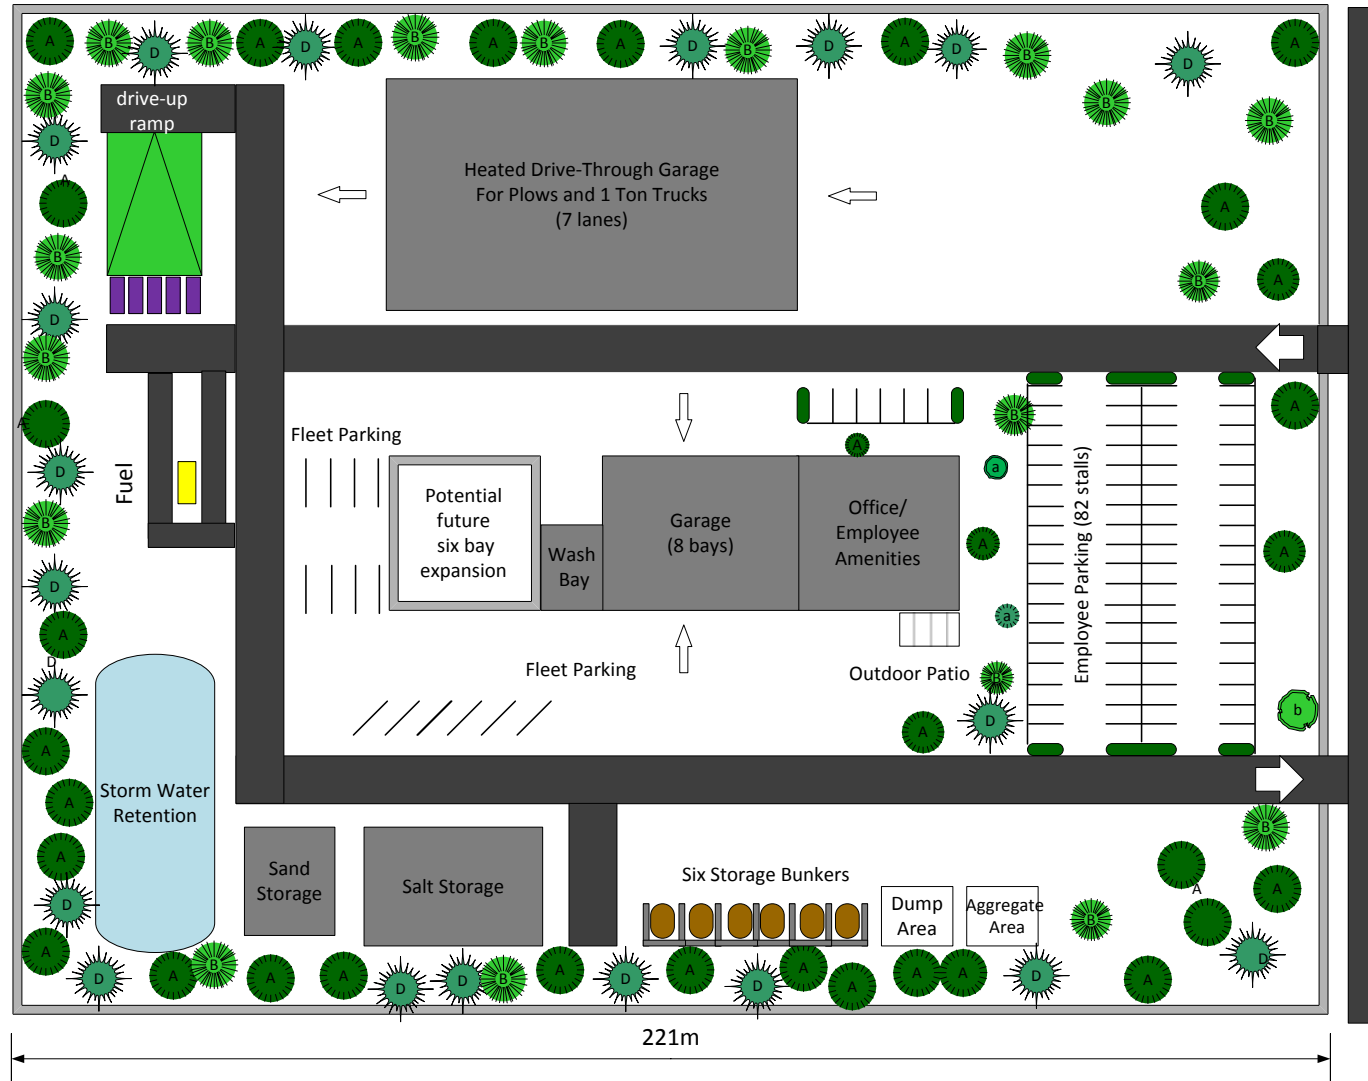 A
B
D
B
A
D
A
B
A
B
A
D
B
D
A
D
B
D
A
B
B
D
drive-up
ramp
Heated Drive-Through Garage
For Plows and 1 Ton Trucks
(7 lanes)
B
A
A
B
A
B
D
B
A
D
B
D
Fuel
Fleet Parking
Potential
future
six bay
expansion
Wash
Bay
Garage
(8 bays)
Office/
Employee
Amenities
A
B
a
A
a
B
D
A
Employee Parking (82 stalls)
A
A
b
Fleet Parking
Outdoor Patio
A
D
A
A
A
D
A
Storm Water
Retention
Sand
Storage
Salt Storage
Six Storage Bunkers
Dump
Area
Aggregate
Area
B
B
A
A
D
D
A
B
A
A
D
D
B
A
D
A
D
A
A
A
A
D
A
221m